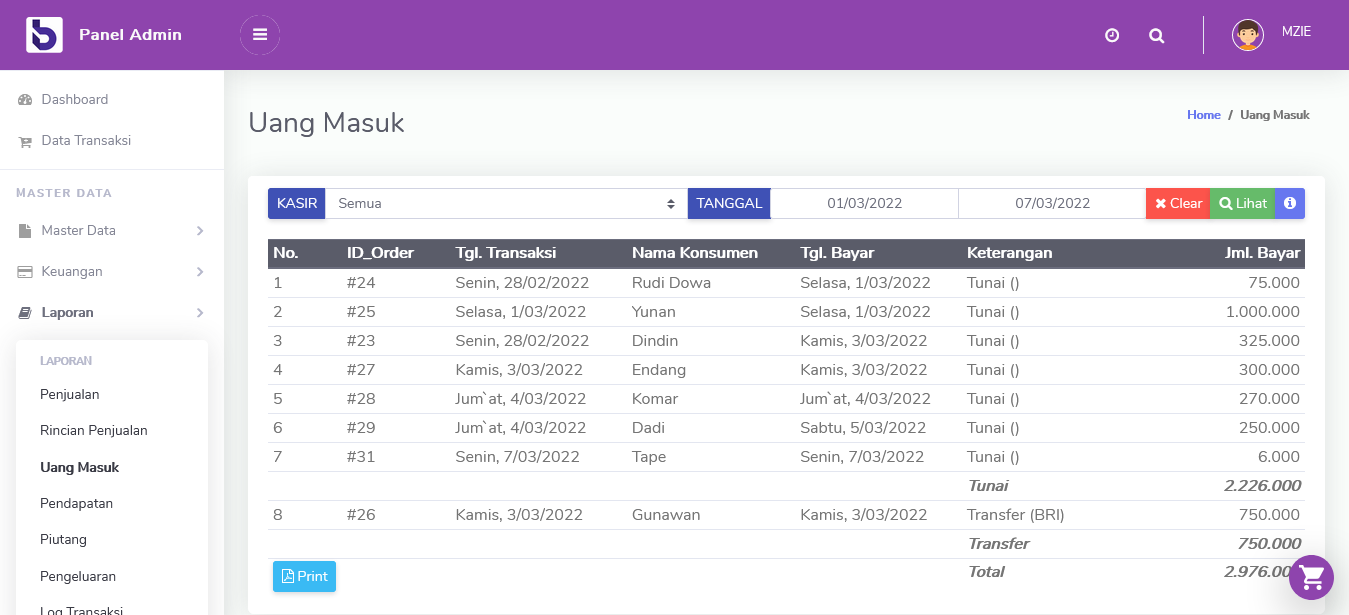 Panel Admin
MZIE
Dashboard
Data Transaksi
MASTER DATA
Master Data
Keuangan
Laporan
LAPORAN
Penjualan
Rincian Penjualan
Uang Masuk
Pendapatan
Piutang
Pengeluaran
Log Transaksi
Uang Masuk
Home / Uang Masuk
KASIR Semua TANGGAL 01/03/2022 07/03/2022 Clear Lihat
No. ID_Order Tgl. Transaksi Nama Konsumen Tgl. Bayar Keterangan Jml. Bayar
1 #24 Senin, 28/02/2022 Rudi Dowa Selasa, 1/03/2022 Tunai () 75.000
2 #25 Selasa, 1/03/2022 Yunan Selasa, 1/03/2022 Tunai () 1.000.000
3 #23 Senin, 28/02/2022 Dindin Kamis, 3/03/2022 Tunai () 325.000
4 #27 Kamis, 3/03/2022 Endang Kamis, 3/03/2022 Tunai () 300.000
5 #28 Jum`at, 4/03/2022 Komar Jum`at, 4/03/2022 Tunai () 270.000
6 #29 Jum`at, 4/03/2022 Dadi Sabtu, 5/03/2022 Tunai () 250.000
7 #31 Senin, 7/03/2022 Tape Senin, 7/03/2022 Tunai () 6.000
Tunai 2.226.000
8 #26 Kamis, 3/03/2022 Gunawan Kamis, 3/03/2022 Transfer (BRI) 750.000
Transfer 750.000
Print Total 2.976.000